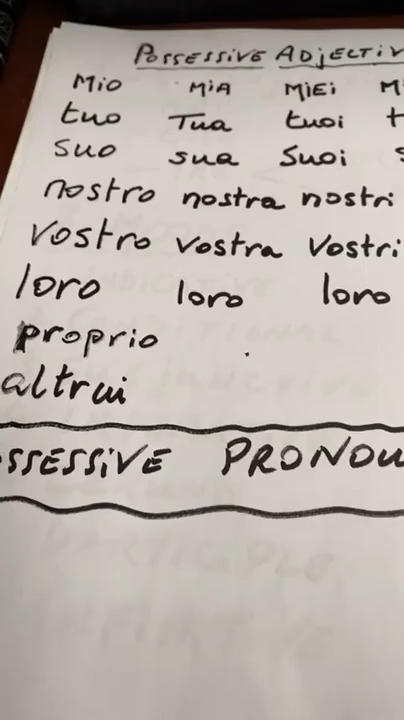 POSSESSIVE ADJECTIV
Mio MiA MiEi M
tuo Tua tuoi t
suo sua Suoi s
nostro nostra nostri
Vostro Vostra Vostri
loro loro loro
proprio
altrui
SSESSiVE PRONOU